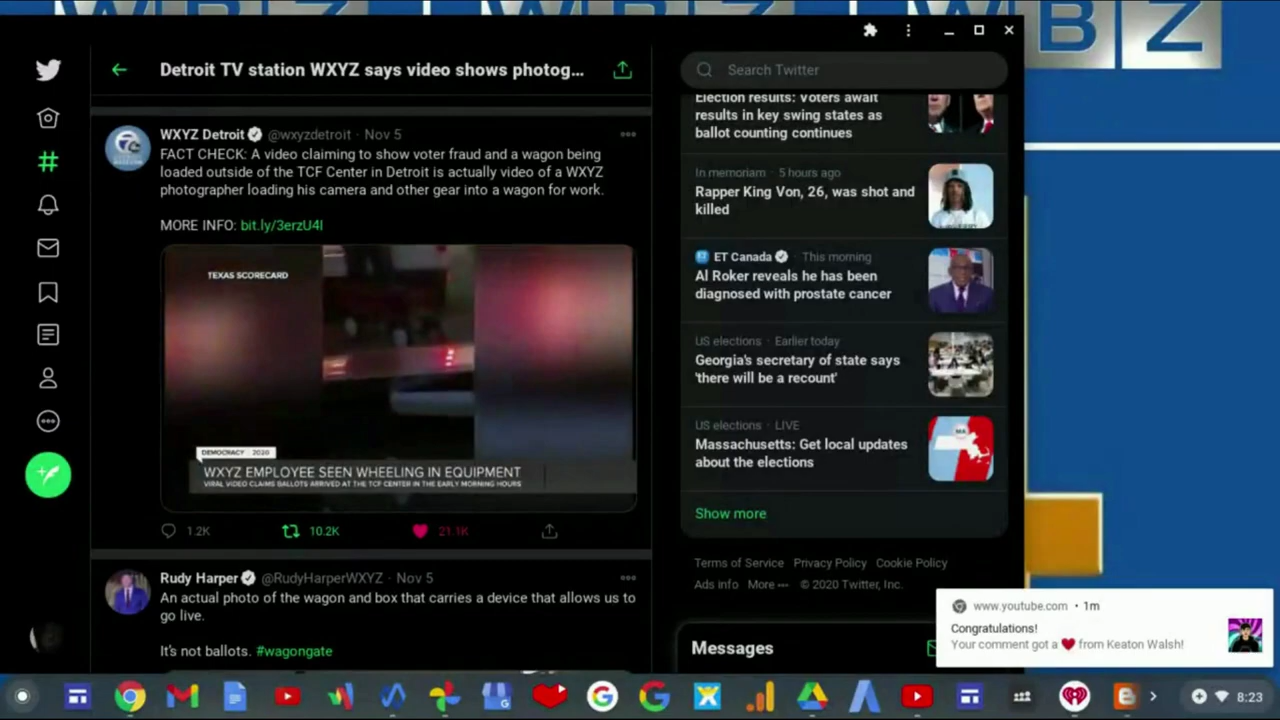 WBZ
Detroit TV station WXYZ says video shows photog...
Search Twitter
WXYZ Detroit @wxyzdetroit · Nov 5
FACT CHECK: A video claiming to show voter fraud and a wagon being
loaded outside of the TCF Center in Detroit is actually video of a WXYZ
photographer loading his camera and other gear into a wagon for work.
MORE INFO: bit.ly/3erzU4l
TEXAS SCORECARD
DEMOCRACY 2020
WXYZ EMPLOYEE SEEN WHEELING IN EQUIPMENT
VIRAL VIDEO CLAIMS BALLOTS ARRIVED AT THE TCF CENTER IN THE EARLY MORNING HOURS
1.2K
10.2K
21.1K
Rudy Harper @RudyHarperWXYZ · Nov 5
An actual photo of the wagon and box that carries a device that allows us to
go live.
It's not ballots. #wagongate
Election results: Voters await
results in key swing states as
ballot counting continues
In memoriam · 5 hours ago
Rapper King Von, 26, was shot and
killed
ET Canada · This morning
Al Roker reveals he has been
diagnosed with prostate cancer
US elections · Earlier today
Georgia's secretary of state says
'there will be a recount'
US elections · LIVE
Massachusetts: Get local updates
about the elections
MA
Show more
Terms of Service Privacy Policy Cookie Policy
Ads info More ··· © 2020 Twitter, Inc.
Messages
www.youtube.com · 1m
Congratulations!
Your comment got a ❤ from Keaton Walsh!
8:23